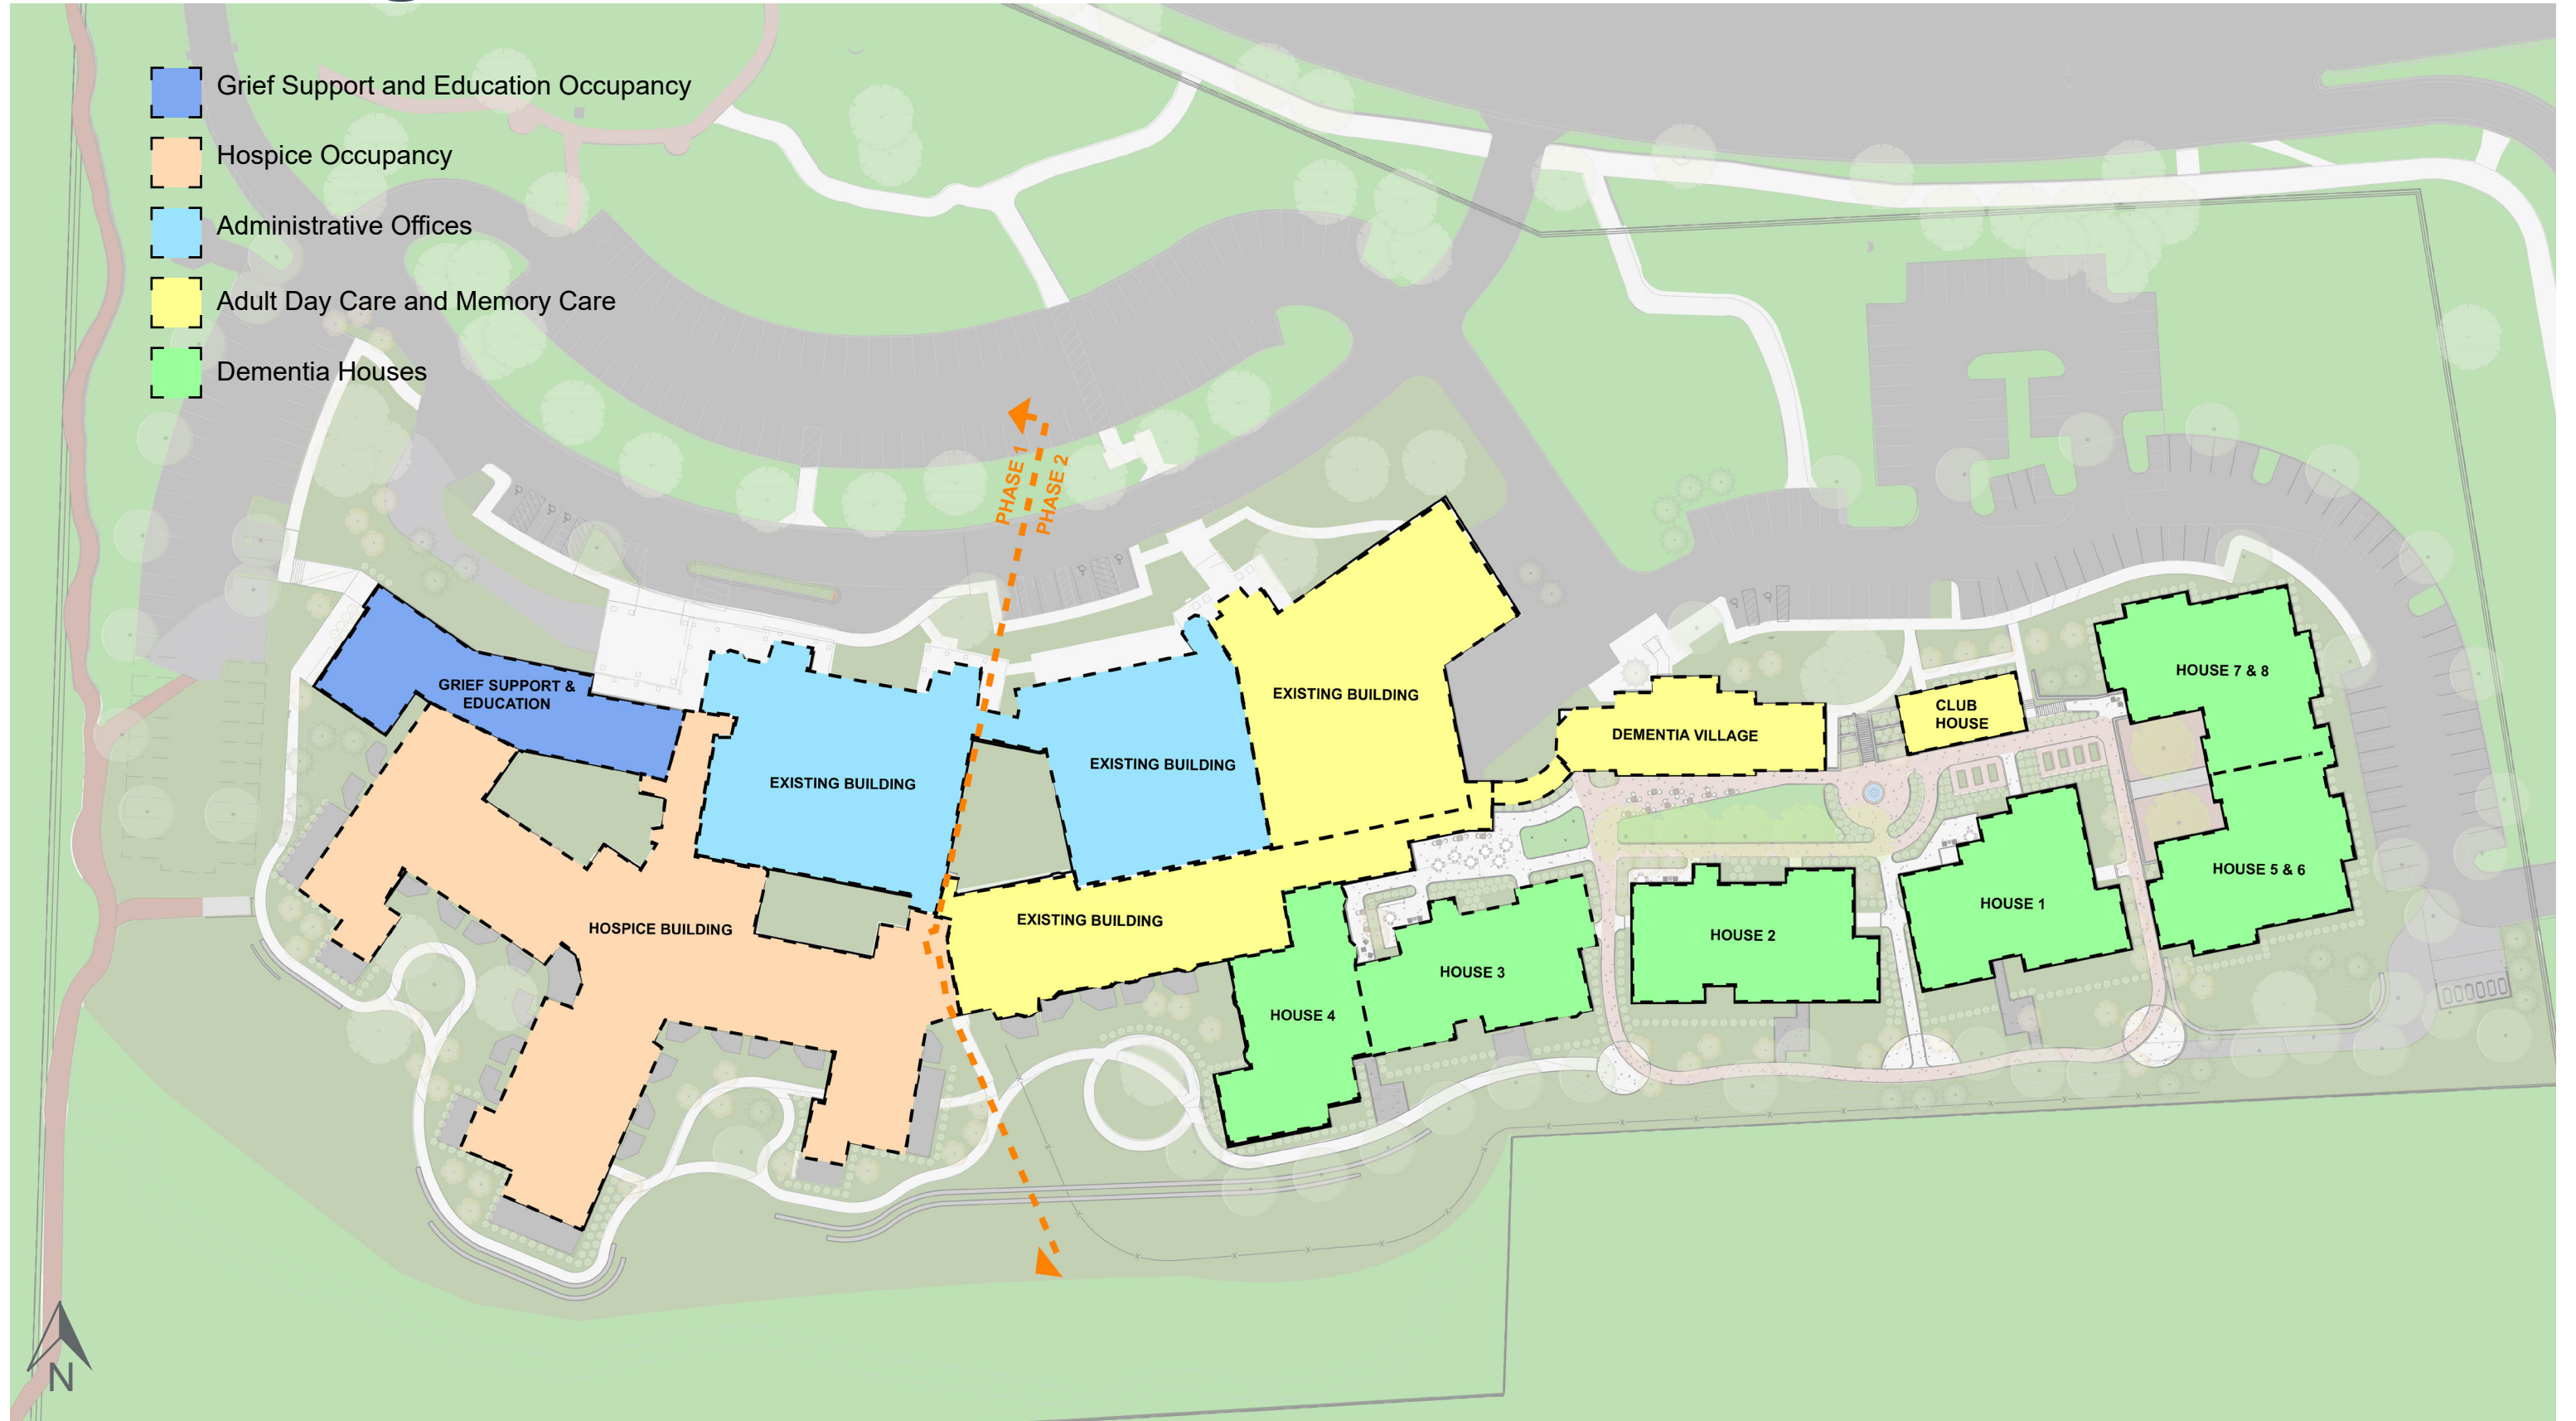 Grief Support and Education Occupancy
Hospice Occupancy
Administrative Offices
Adult Day Care and Memory Care
Dementia Houses
PHASE 1
PHASE 2
GRIEF SUPPORT &
EDUCATION
EXISTING BUILDING
EXISTING BUILDING
EXISTING BUILDING
DEMENTIA VILLAGE
CLUB
HOUSE
HOUSE 7 & 8
HOSPICE BUILDING
EXISTING BUILDING
HOUSE 4
HOUSE 3
HOUSE 2
HOUSE 1
HOUSE 5 & 6
N